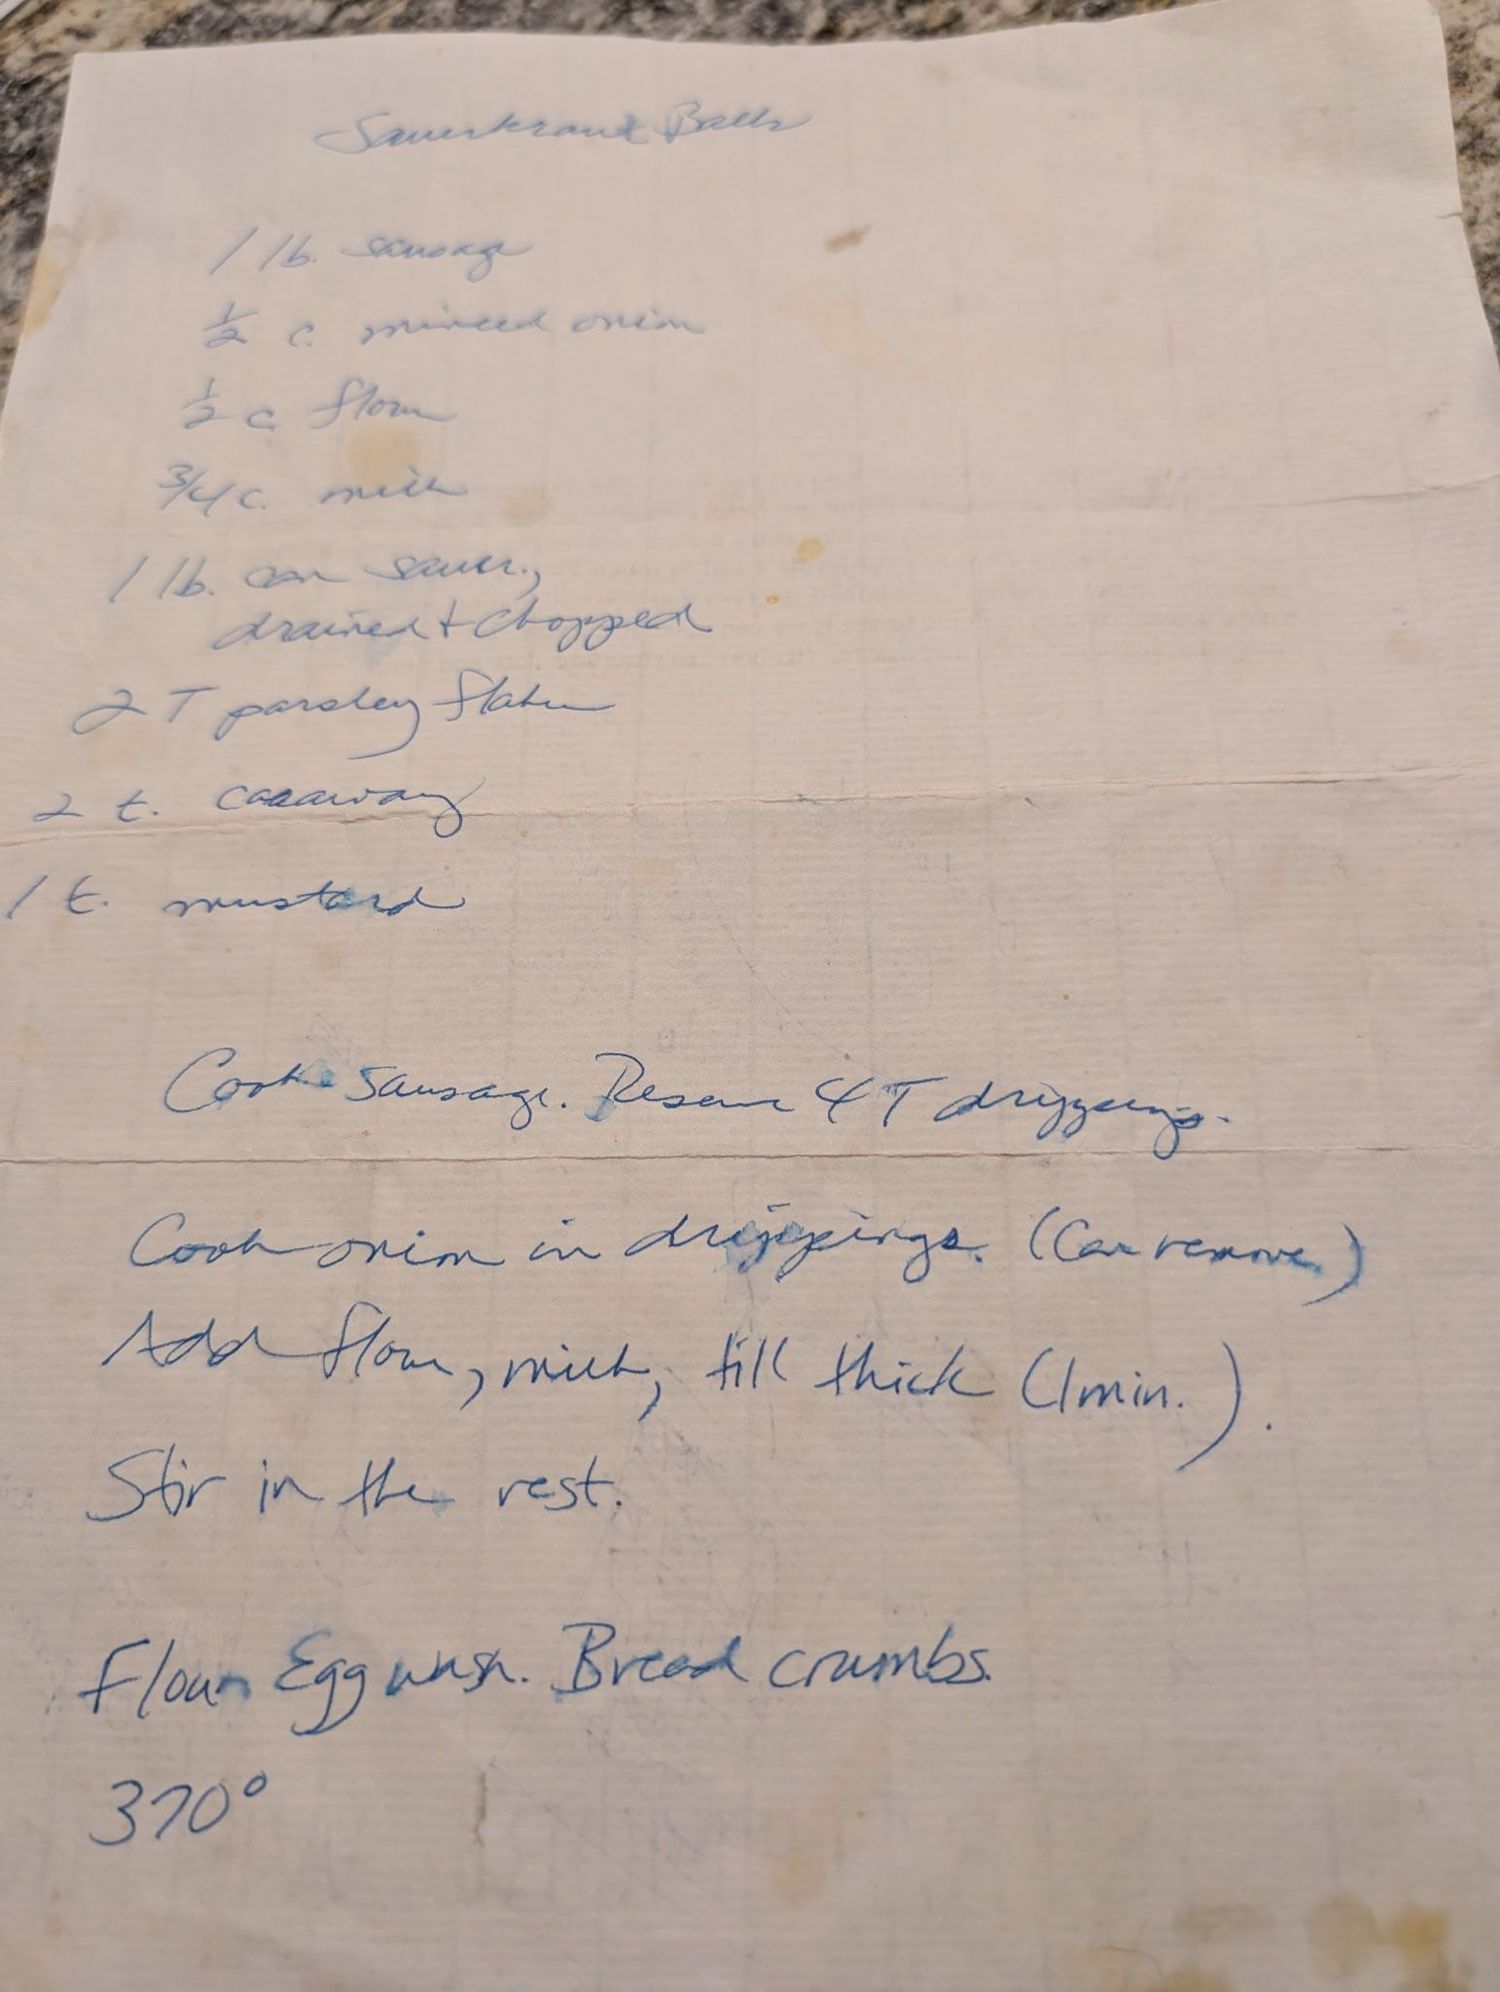 Sauerkraut Balls
1 lb. sausage
½ c. minced onion
½ c flour
3/4 c. milk
1 lb. can sauer.,
drained + chopped
2 T parsley flakes
2 t. caraway
1 t. mustard
Cook sausage. Reserve 4 T drippings.
Cook onion in drippings. (Can remove.)
Add flour, milk, till thick (1 min.).
Stir in the rest.
Flour Egg wash. Bread crumbs.
370°